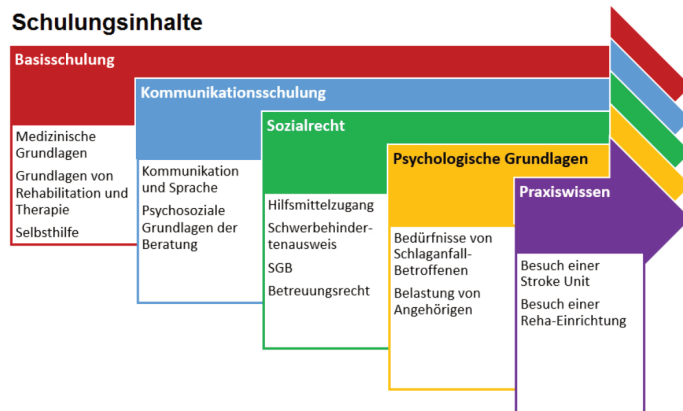 Schulungsinhalte
Basisschulung
Medizinische
Grundlagen
Grundlagen von
Rehabilitation und
Therapie
Selbsthilfe
Kommunikationsschulung
Kommunikation
und Sprache
Psychosoziale
Grundlagen der
Beratung
Sozialrecht
Hilfsmittelzugang
Schwerbehinder-
tenausweis
SGB
Betreuungsrecht
Psychologische Grundlagen
Bedürfnisse von
Schlaganfall-
Betroffenen
Belastung von
Angehörigen
Praxiswissen
Besuch einer
Stroke Unit
Besuch einer
Reha-Einrichtung